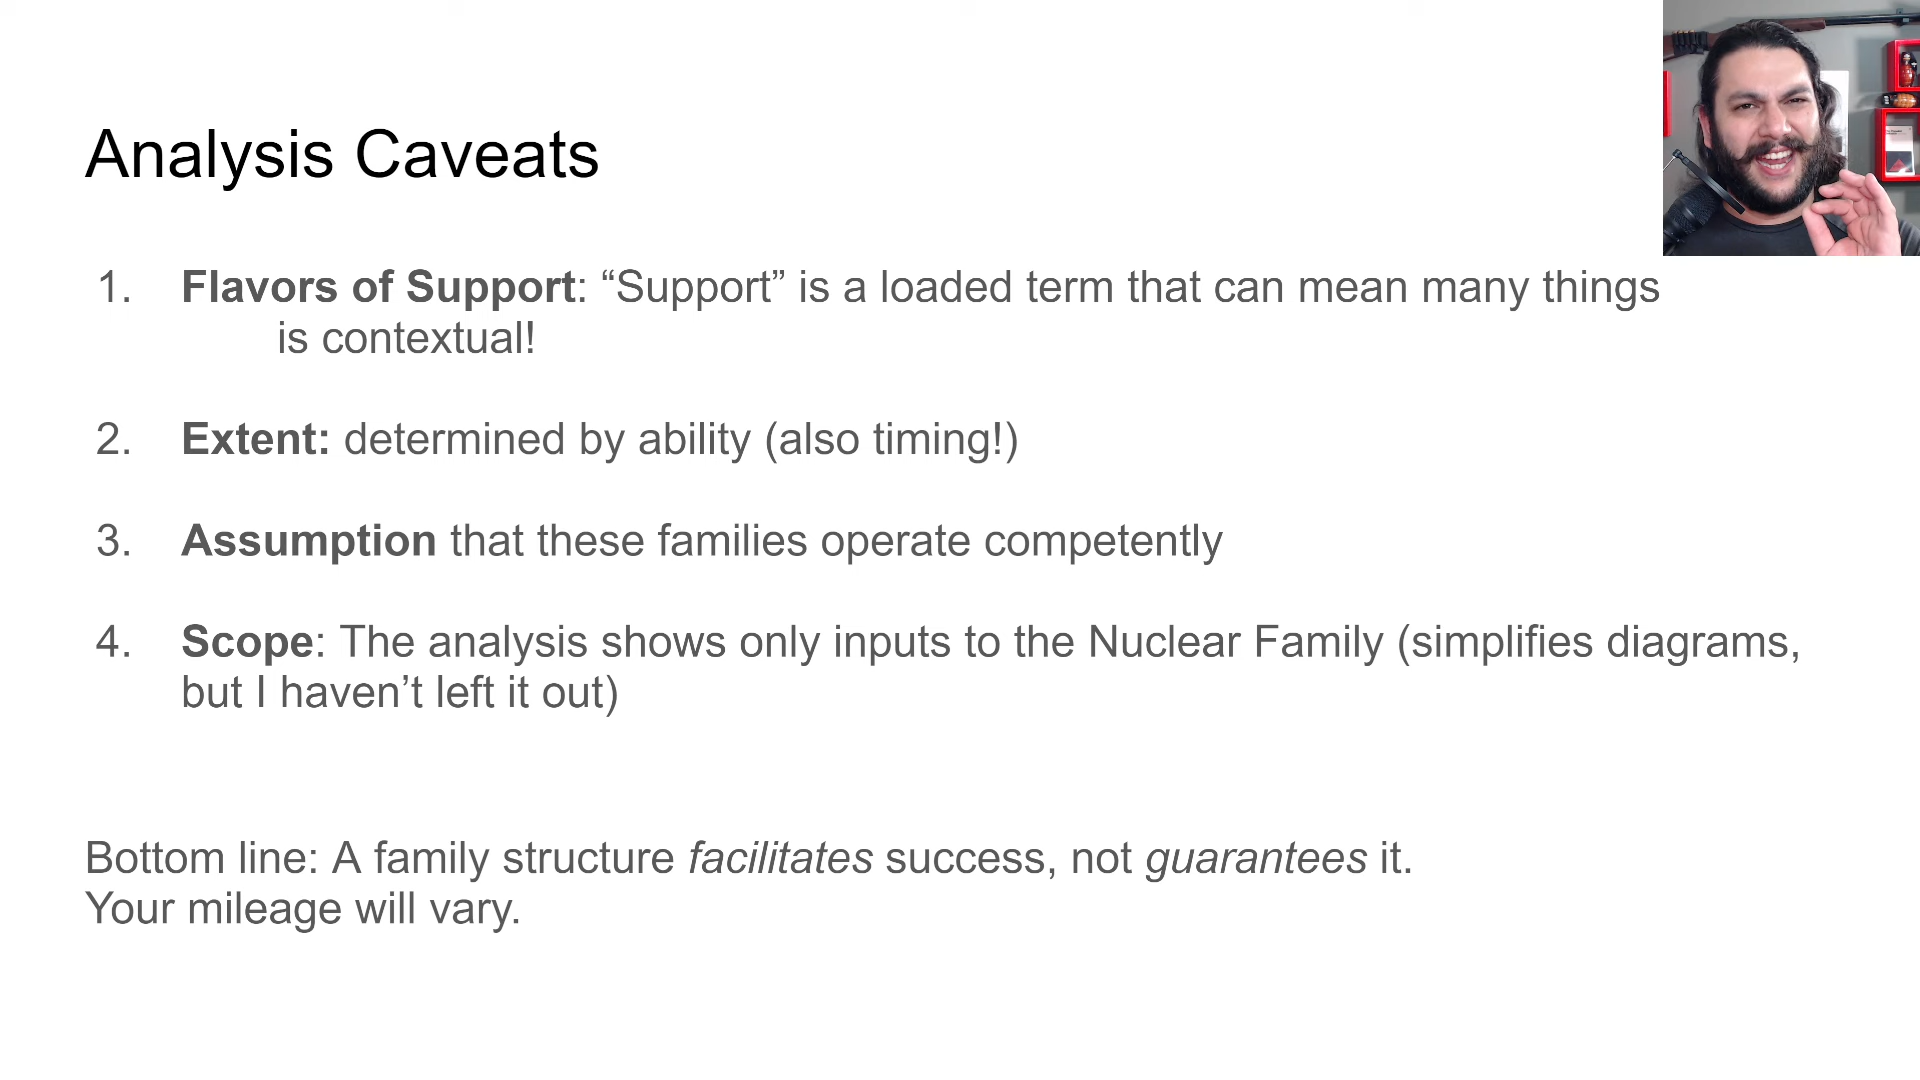 Analysis Caveats
1. Flavors of Support: “Support” is a loaded term that can mean many things
is contextual!
2. Extent: determined by ability (also timing!)
3. Assumption that these families operate competently
4. Scope: The analysis shows only inputs to the Nuclear Family (simplifies diagrams,
but I haven’t left it out)
Bottom line: A family structure facilitates success, not guarantees it.
Your mileage will vary.